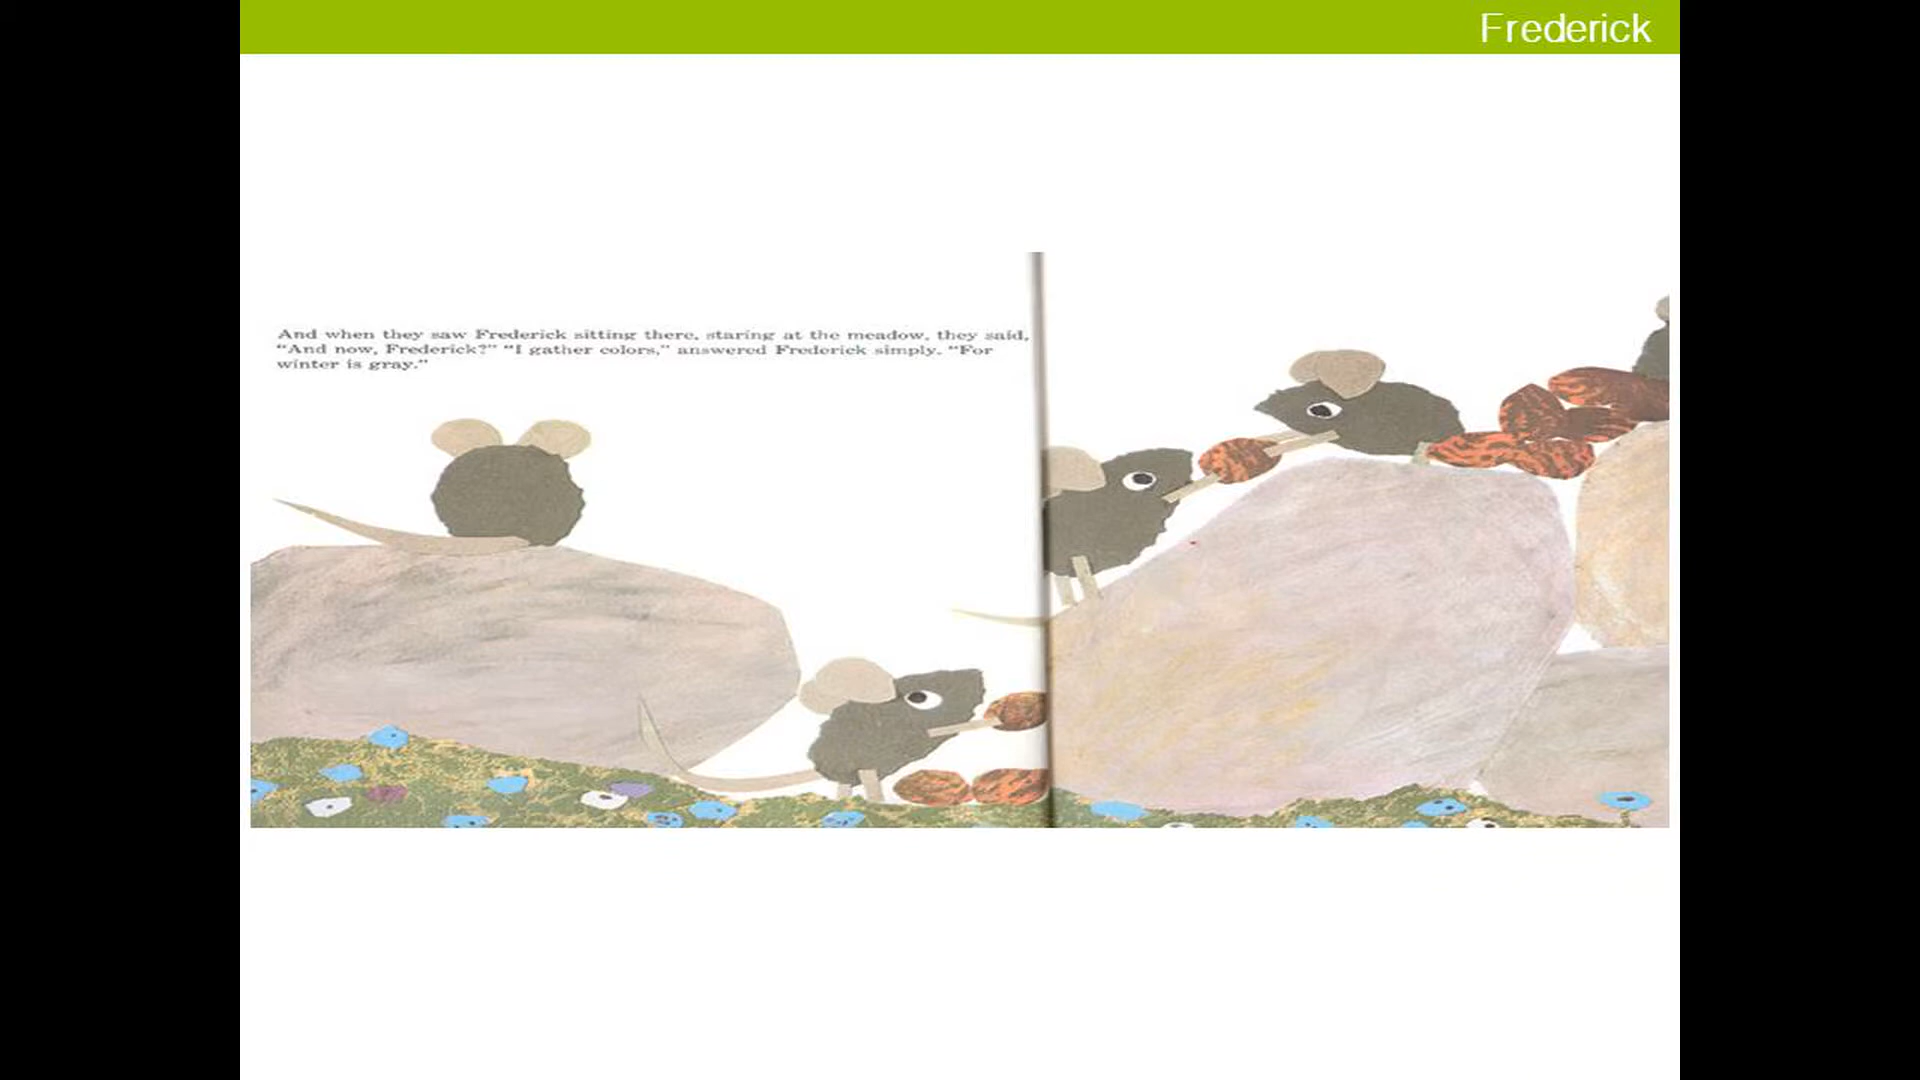 Frederick
And when they saw Frederick sitting there, staring at the meadow, they said,
“And now, Frederick?” “I gather colors,” answered Frederick simply. “For
winter is gray.”